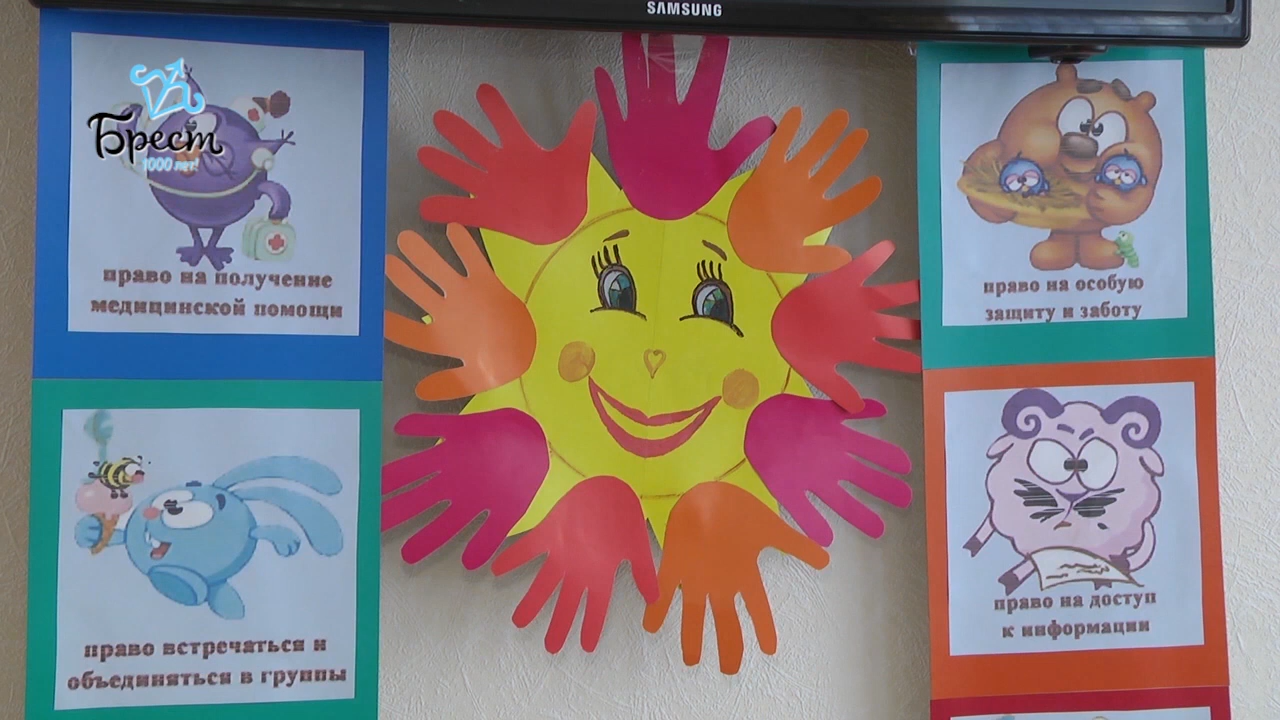 SAMSUNG
Брест
1000 лет!
право на получение
медицинской помощи
право на особую
защиту и заботу
право встречаться и
объединяться в группы
право на доступ
к информации